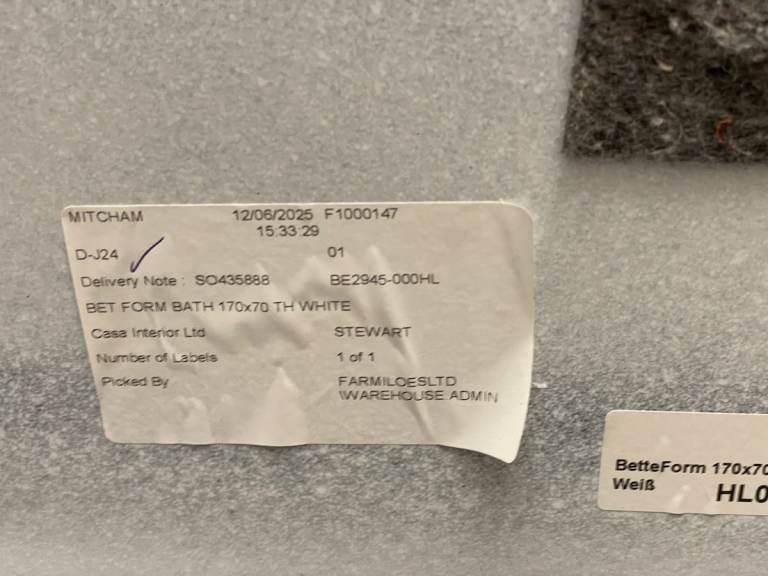 MITCHAM 12/06/2025 F1000147
15:33:29
D-J24 01
Delivery Note : SO435888 BE2945-000HL
BET FORM BATH 170x70 TH WHITE
Casa Interior Ltd STEWART
Number of Labels 1 of 1
Picked By FARMILOESLTD
\WAREHOUSE ADMIN
BetteForm 170x70
Weiß HL0